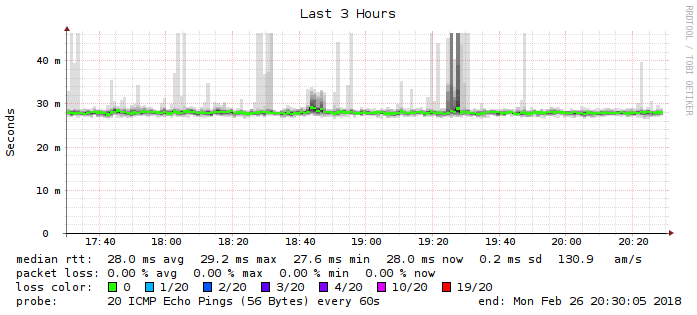 Last 3 Hours
RRDTOOL / TOBI OETIKER
Seconds
40 m
30 m
20 m
10 m
0
17:40 18:00 18:20 18:40 19:00 19:20 19:40 20:00 20:20
median rtt: 28.0 ms avg 29.2 ms max 27.6 ms min 28.0 ms now 0.2 ms sd 130.9 am/s
packet loss: 0.00 % avg 0.00 % max 0.00 % min 0.00 % now
loss color: 0 1/20 2/20 3/20 4/20 10/20 19/20
probe: 20 ICMP Echo Pings (56 Bytes) every 60s end: Mon Feb 26 20:30:05 2018